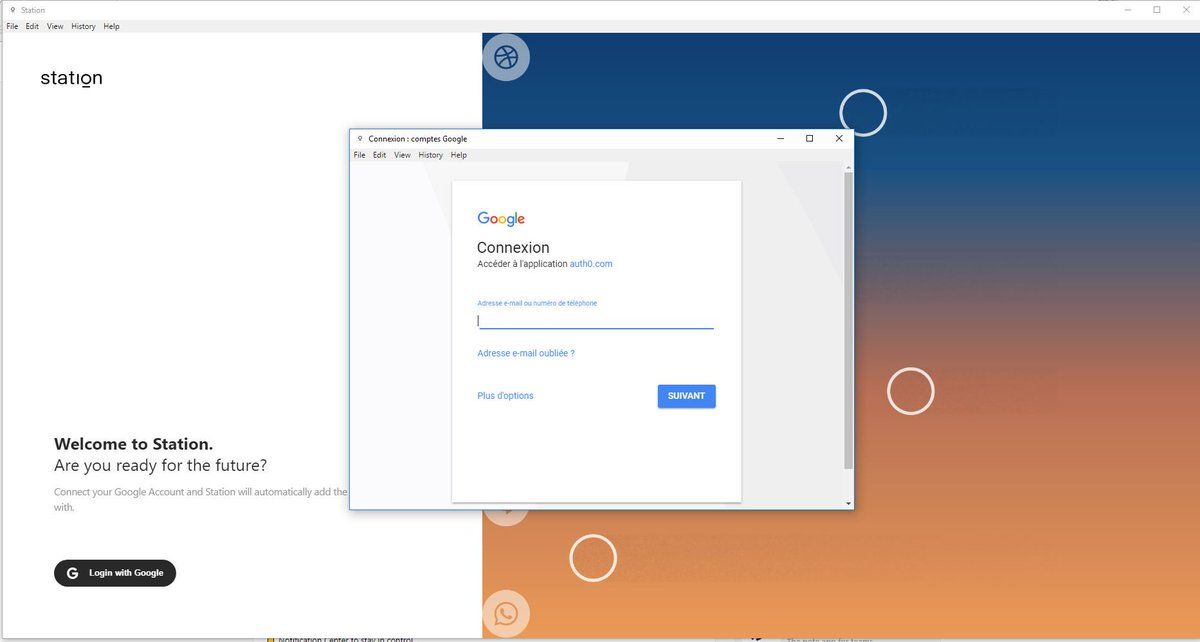 Station
File Edit View History Help
station
Connexion : comptes Google
File Edit View History Help
Google
Connexion
Accéder à l'application auth0.com
Adresse e-mail ou numéro de téléphone
Adresse e-mail oubliée ?
Plus d'options
SUIVANT
Welcome to Station.
Are you ready for the future?
Connect your Google Account and Station will automatically add the
with.
G Login with Google
Notification Center to stay in control
The note app for teams